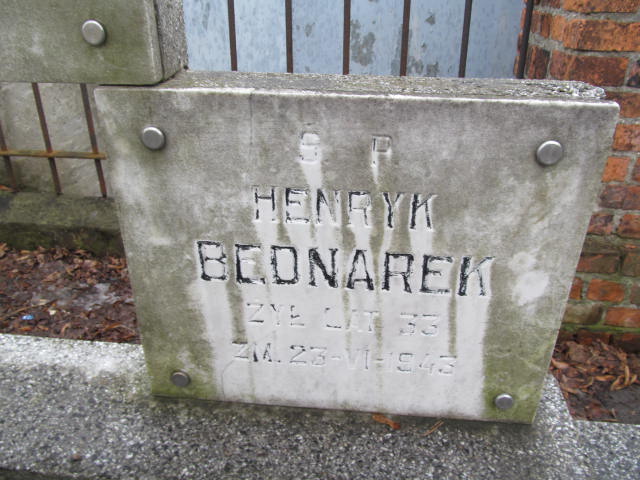 Ś P
HENRYK
BEDNAREK
ŻYŁ LAT 33
ZM. 23-VI-1943